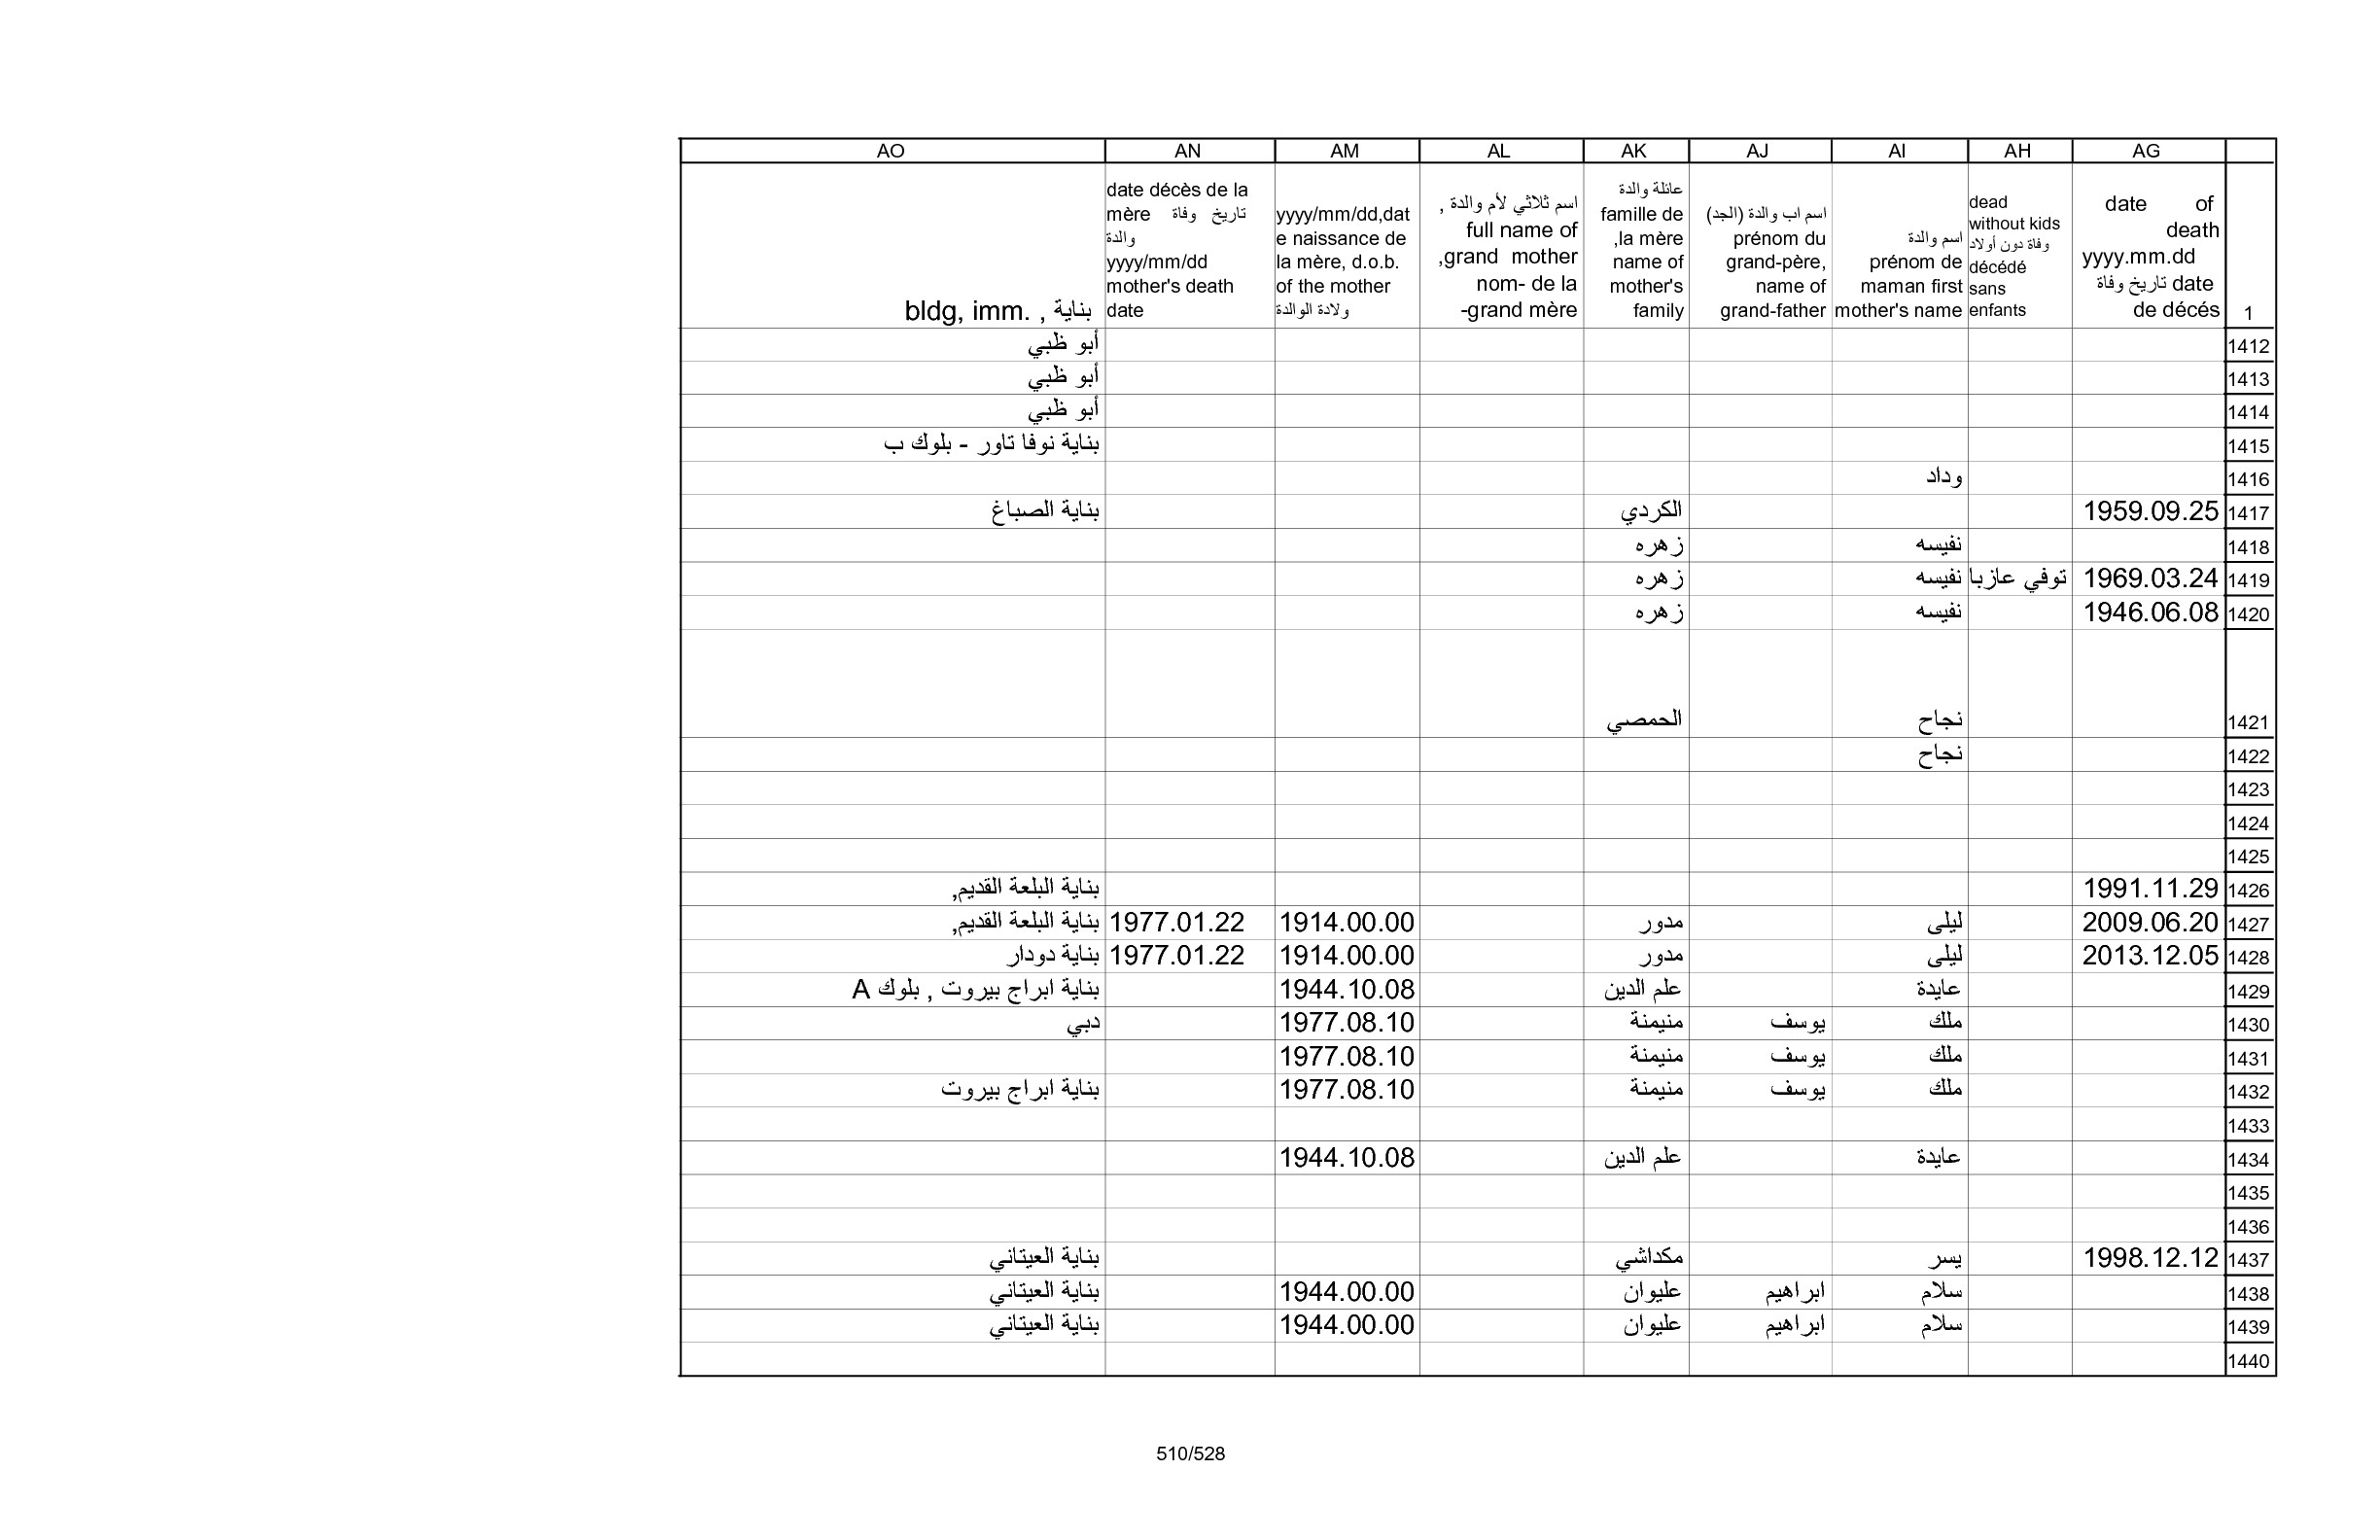 AG AH AI AJ AK AL AM AN AO
1
date of
death
yyyy.mm.dd
date تاريخ وفاة
de décés
dead
without kids
وفاة دون أولاد
décédé
sans
enfants
اسم والدة
prénom de
maman first
mother's name
اسم اب والدة (الجد)
prénom du
grand-père,
name of
grand-father
عائلة والدة
famille de
la mère,
name of
mother's
family
اسم ثلاثي لأم والدة ,
full name of
grand mother,
nom- de la
grand mère-
yyyy/mm/dd,dat
e naissance de
la mère, d.o.b.
of the mother
ولادة الوالدة
date décès de la
mère تاريخ وفاة
والدة
yyyy/mm/dd
mother's death
date
بناية , .bldg, imm
1412 أبو ظبي
1413 أبو ظبي
1414 أبو ظبي
1415 بناية نوفا تاور - بلوك ب
1416 وداد
1417 1959.09.25 الكردي بناية الصباغ
1418 نفيسه زهره
1419 1969.03.24 توفي عازبا نفيسه زهره
1420 1946.06.08 نفيسه زهره
1421 نجاح الحمصي
1422 نجاح
1423
1424
1425
1426 1991.11.29 بناية البلعة القديم,
1427 2009.06.20 ليلى مدور 1914.00.00 1977.01.22 بناية البلعة القديم,
1428 2013.12.05 ليلى مدور 1914.00.00 1977.01.22 بناية دودار
1429 عايدة علم الدين 1944.10.08 بناية ابراج بيروت , بلوك A
1430 ملك يوسف منيمنة 1977.08.10 دبي
1431 ملك يوسف منيمنة 1977.08.10
1432 ملك يوسف منيمنة 1977.08.10 بناية ابراج بيروت
1433
1434 عايدة علم الدين 1944.10.08
1435
1436
1437 1998.12.12 يسر مكداشي بناية العيتاني
1438 سلام ابراهيم عليوان 1944.00.00 بناية العيتاني
1439 سلام ابراهيم عليوان 1944.00.00 بناية العيتاني
1440
510/528